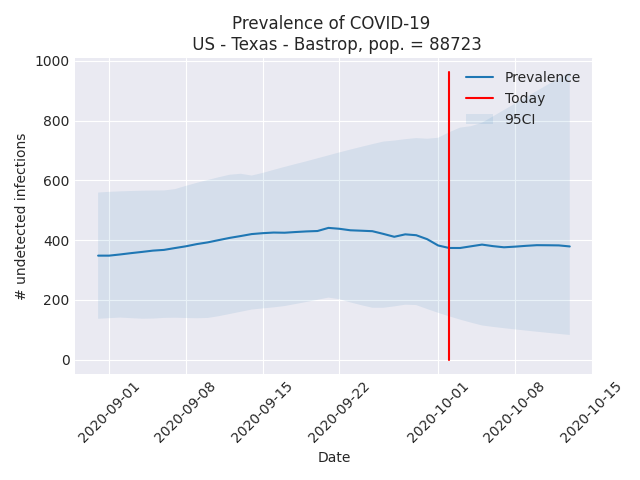 Prevalence of COVID-19
US - Texas - Bastrop, pop. = 88723
Prevalence
Today
95CI
# undetected infections
1000
800
600
400
200
0
2020-09-01
2020-09-08
2020-09-15
2020-09-22
2020-10-01
2020-10-08
2020-10-15
Date